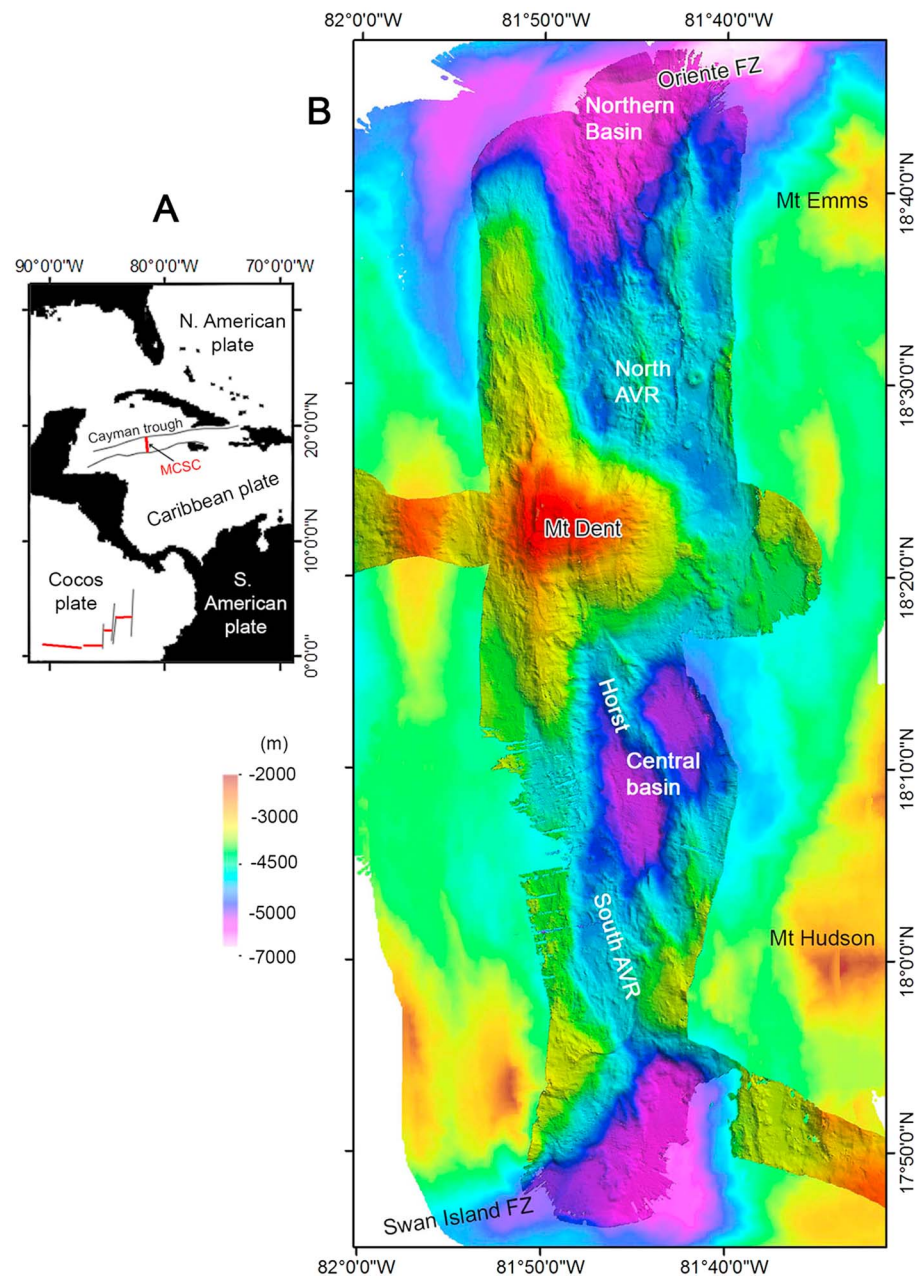 82°0'0"W
81°50'0"W
81°40'0"W
B
Oriente FZ
Northern
Basin
18°40'0"N
Mt Emms
A
90°0'0"W
80°0'0"W
70°0'0"W
N. American
plate
North
AVR
18°30'0"N
Cayman trough
20°0'0"N
MCSC
Caribbean plate
Mt Dent
10°0'0"N
Cocos
plate
S.
American
plate
18°20'0"N
0°0'0"
Horst
(m)
-2000
-3000
-4500
-5000
-7000
Central
basin
18°10'0"N
South AVR
Mt Hudson
18°0'0"N
17°50'0"N
Swan Island FZ
82°0'0"W
81°50'0"W
81°40'0"W